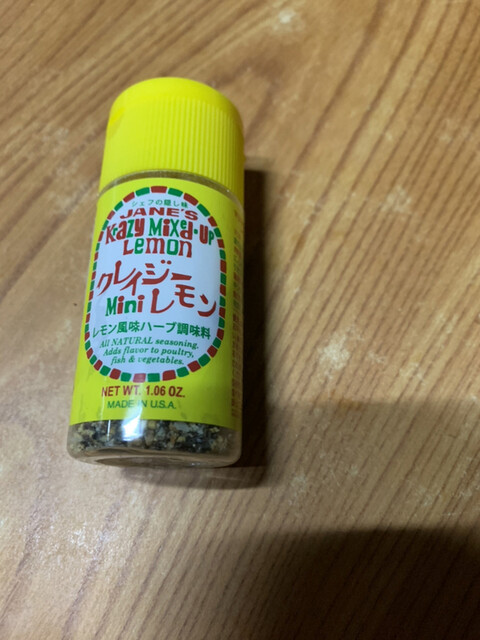 シェフの隠し味
JANE'S
Krazy Mixed-Up
Lemon
クレイジー
Mini レモン
レモン風味ハーブ調味料
All NATURAL seasoning.
Adds flavor to poultry,
fish & vegetables.
NET WT. 1.06 OZ.
MADE IN U.S.A.